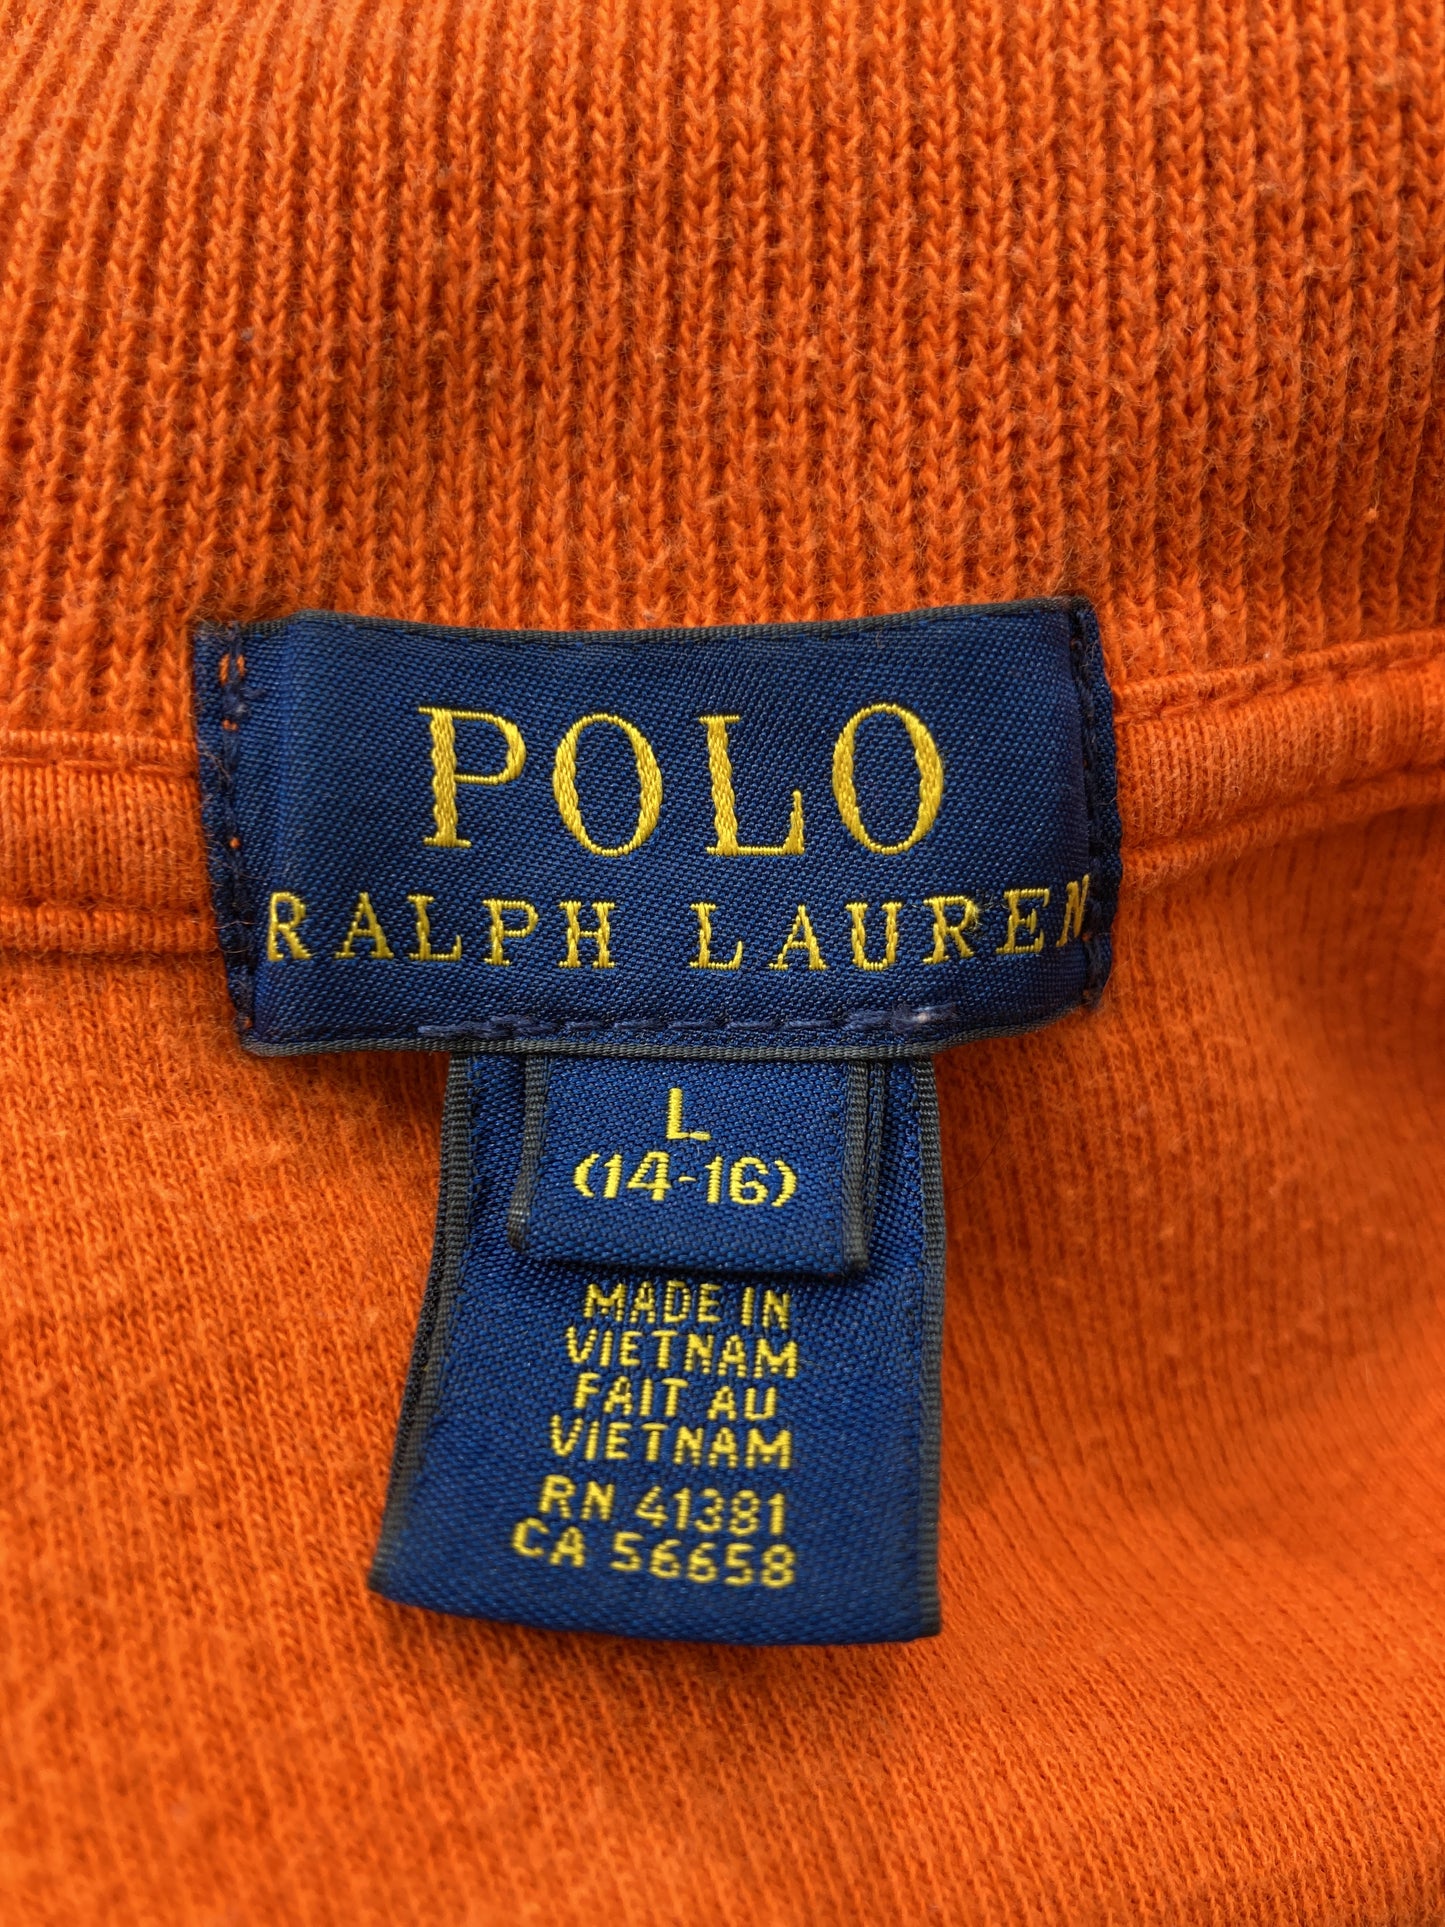 POLO
RALPH LAUREN
L
(14-16)
MADE IN
VIETNAM
FAIT AU
VIETNAM
RN 41381
CA 56658